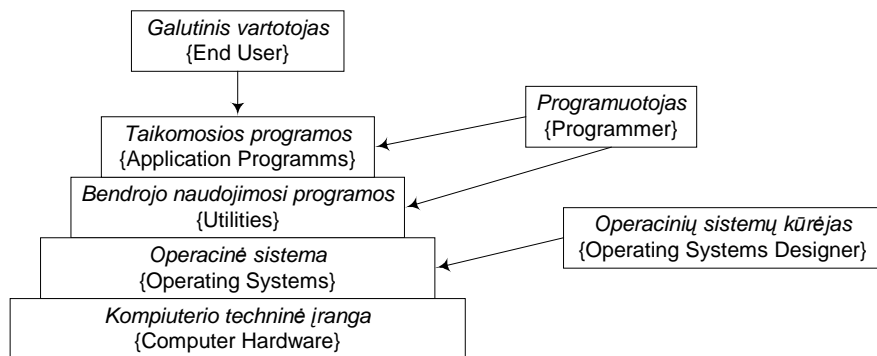 Galutinis vartotojas
{End User}
Programuotojas
{Programmer}
Taikomosios programos
{Application Programms}
Bendrojo naudojimosi programos
{Utilities}
Operacinių sistemų kūrėjas
{Operating Systems Designer}
Operacinė sistema
{Operating Systems}
Kompiuterio techninė įranga
{Computer Hardware}